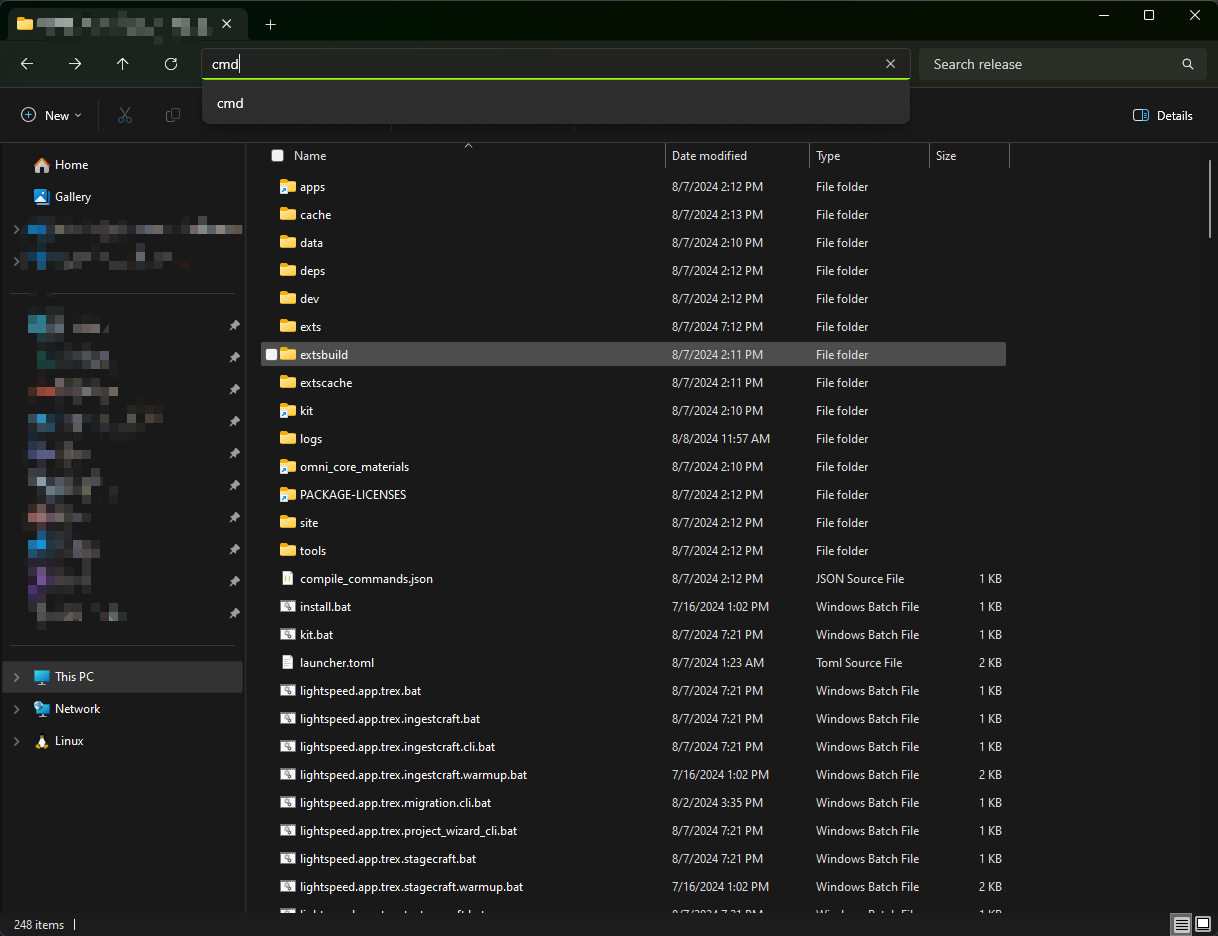 cmd
Search release
cmd
New
Details
Home
Gallery
This PC
Network
Linux
Name Date modified Type Size
apps 8/7/2024 2:12 PM File folder
cache 8/7/2024 2:13 PM File folder
data 8/7/2024 2:10 PM File folder
deps 8/7/2024 2:12 PM File folder
dev 8/7/2024 2:12 PM File folder
exts 8/7/2024 7:12 PM File folder
extsbuild 8/7/2024 2:11 PM File folder
extscache 8/7/2024 2:11 PM File folder
kit 8/7/2024 2:10 PM File folder
logs 8/8/2024 11:57 AM File folder
omni_core_materials 8/7/2024 2:10 PM File folder
PACKAGE-LICENSES 8/7/2024 2:12 PM File folder
site 8/7/2024 2:12 PM File folder
tools 8/7/2024 2:12 PM File folder
compile_commands.json 8/7/2024 2:12 PM JSON Source File 1 KB
install.bat 7/16/2024 1:02 PM Windows Batch File 1 KB
kit.bat 8/7/2024 7:21 PM Windows Batch File 1 KB
launcher.toml 8/7/2024 1:23 AM Toml Source File 2 KB
lightspeed.app.trex.bat 8/7/2024 7:21 PM Windows Batch File 1 KB
lightspeed.app.trex.ingestcraft.bat 8/7/2024 7:21 PM Windows Batch File 1 KB
lightspeed.app.trex.ingestcraft.cli.bat 8/7/2024 7:21 PM Windows Batch File 1 KB
lightspeed.app.trex.ingestcraft.warmup.bat 7/16/2024 1:02 PM Windows Batch File 2 KB
lightspeed.app.trex.migration.cli.bat 8/2/2024 3:35 PM Windows Batch File 1 KB
lightspeed.app.trex.project_wizard_cli.bat 8/7/2024 7:21 PM Windows Batch File 1 KB
lightspeed.app.trex.stagecraft.bat 8/7/2024 7:21 PM Windows Batch File 1 KB
lightspeed.app.trex.stagecraft.warmup.bat 7/16/2024 1:02 PM Windows Batch File 2 KB
248 items